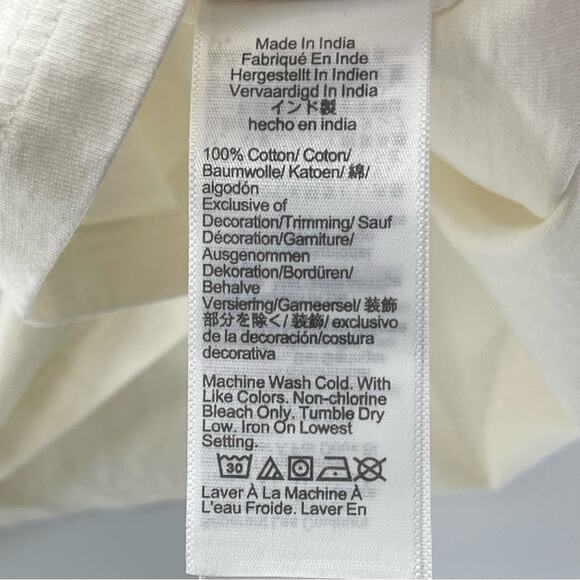 Made In India
Fabriqué En Inde
Hergestellt In Indien
Vervaardigd In India
インド製
hecho en india
100% Cotton/ Coton/
Baumwolle/ Katoen/ 綿/
algodón
Exclusive of
Decoration/Trimming/ Sauf
Décoration/Garniture/
Ausgenommen
Dekoration/Bordüren/
Behalve
Versiering/Garneersel/ 装飾
部分を除く/ 装飾/ exclusivo
de la decoración/costura
decorativa
Machine Wash Cold. With
Like Colors. Non-chlorine
Bleach Only. Tumble Dry
Low. Iron On Lowest
Setting.
30
Laver À La Machine À
L'eau Froide. Laver En